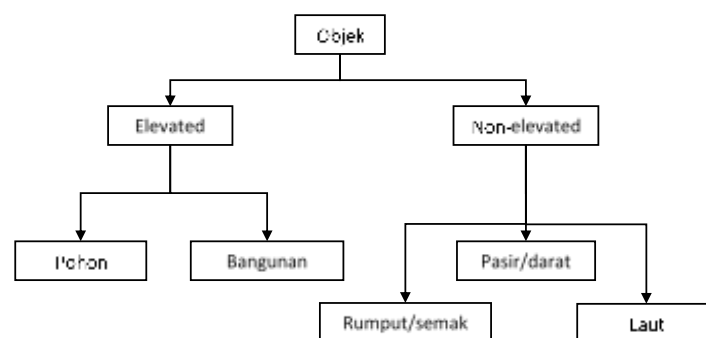 Objek
Elevated
Non-elevated
Pohon
Bangunan
Pasir/darat
Rumput/semak
Laut